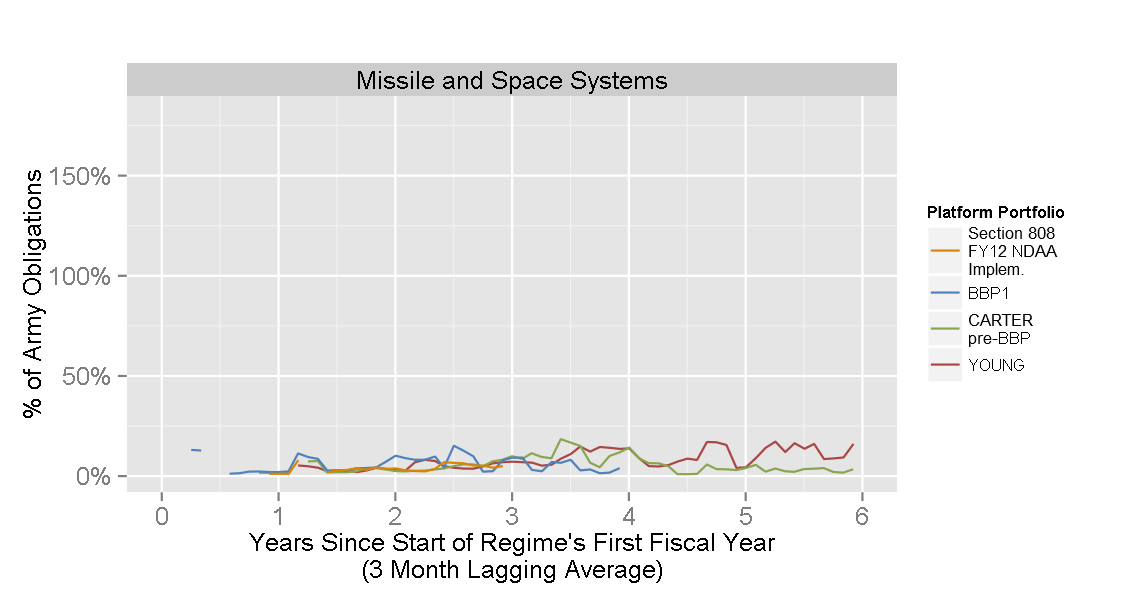 Missile and Space Systems
% of Army Obligations
150%
100%
50%
0%
0 1 2 3 4 5 6
Years Since Start of Regime's First Fiscal Year
(3 Month Lagging Average)
Platform Portfolio
Section 808
FY12 NDAA
Implem.
BBP1
CARTER
pre-BBP
YOUNG